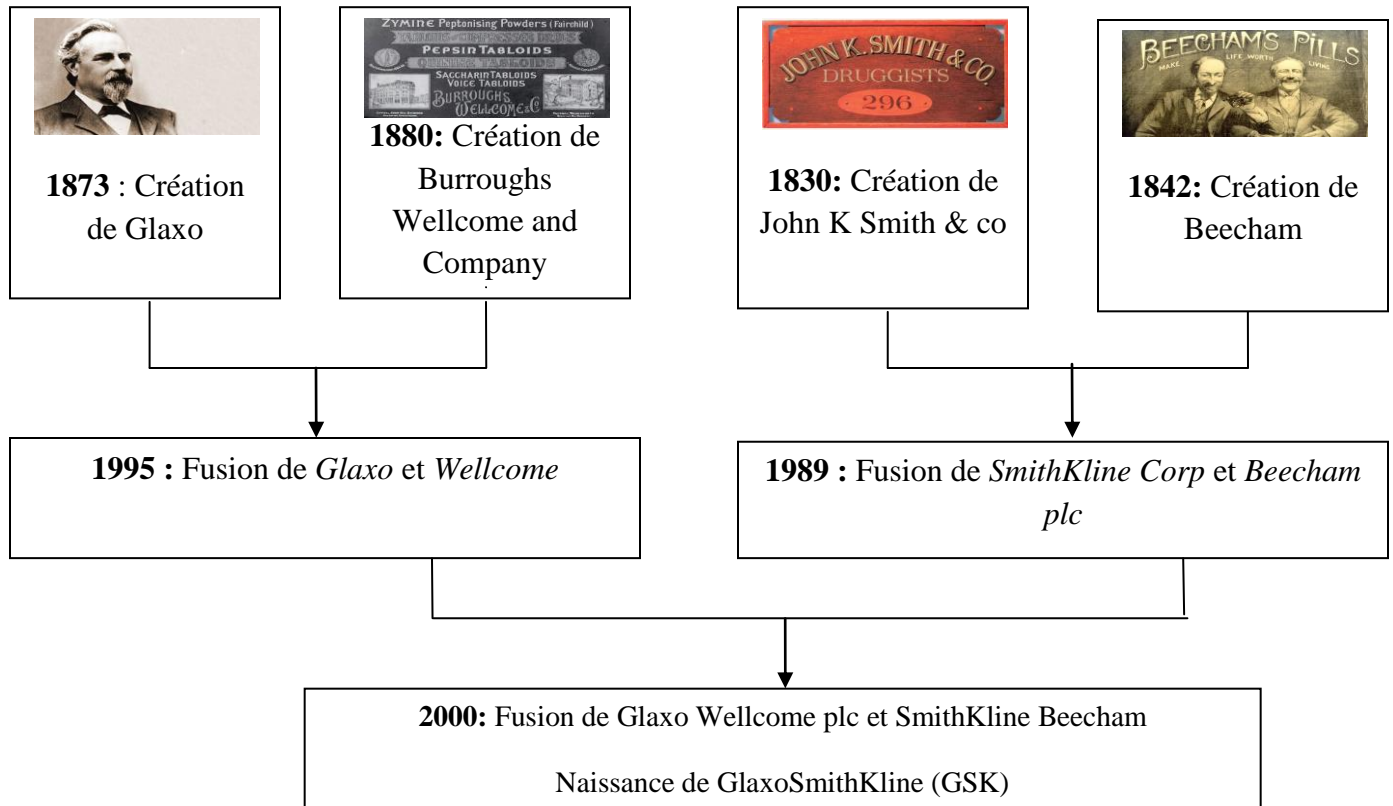 1873 : Création
de Glaxo
ZYMINE Peptonising Powders (Fairchild)
PEPSIN TABLOIDS
SACCHARIN TABLOIDS
VOICE TABLOIDS
BURROUGHS
WELLCOME & Co
1880: Création de
Burroughs
Wellcome and
Company
JOHN K. SMITH & CO.
DRUGGISTS
296
1830: Création de
John K Smith & co
BEECHAM'S PILLS
MAKE LIFE WORTH LIVING
1842: Création de
Beecham
1995 : Fusion de Glaxo et Wellcome
1989 : Fusion de SmithKline Corp et Beecham
plc
2000: Fusion de Glaxo Wellcome plc et SmithKline Beecham
Naissance de GlaxoSmithKline (GSK)